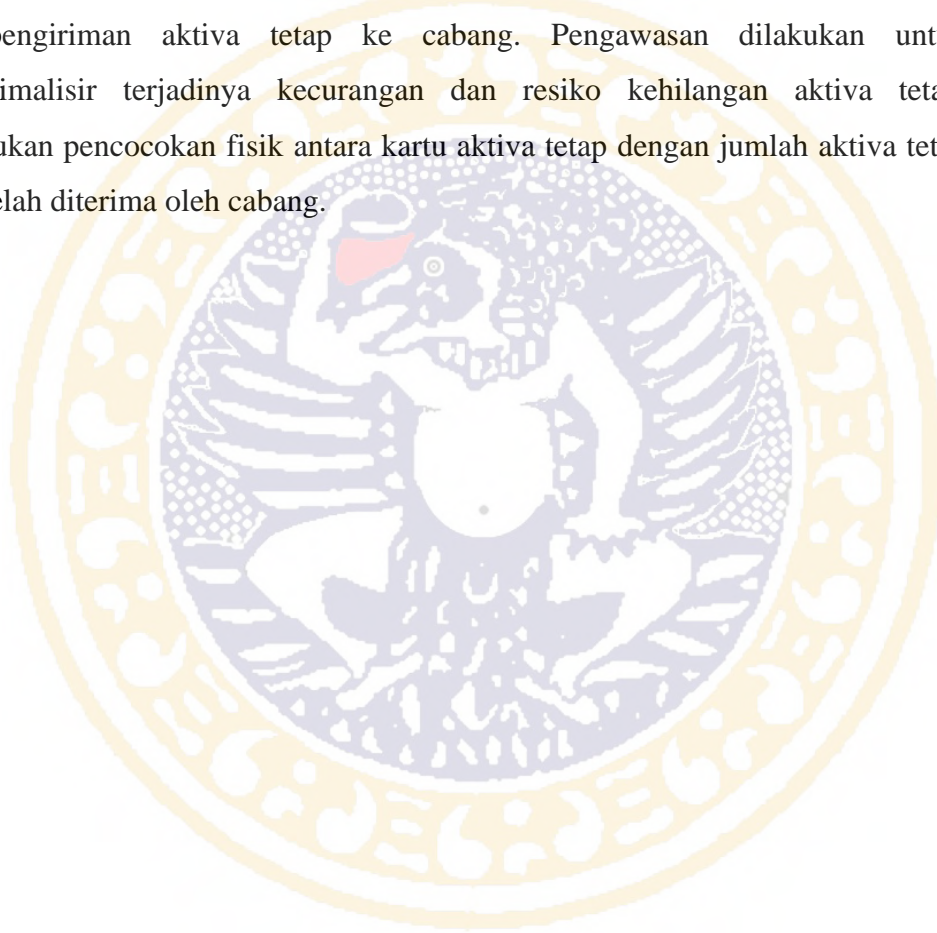 pengiriman aktiva tetap ke cabang. Pengawasan dilakukan unt
imalisir terjadinya kecurangan dan resiko kehilangan aktiva teta
ukan pencocokan fisik antara kartu aktiva tetap dengan jumlah aktiva tet
elah diterima oleh cabang.